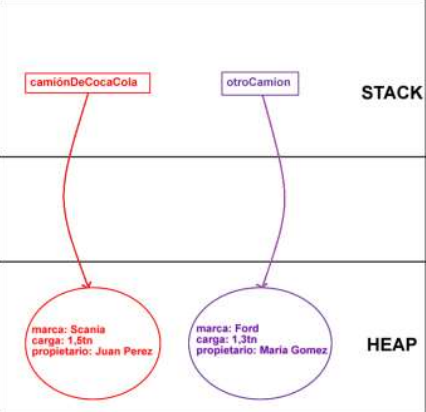 camiónDeCocaCola
otroCamion
STACK
marca: Scania
carga: 1,5tn
propietario: Juan Perez
marca: Ford
carga: 1,3tn
propietario: Maria Gomez
HEAP